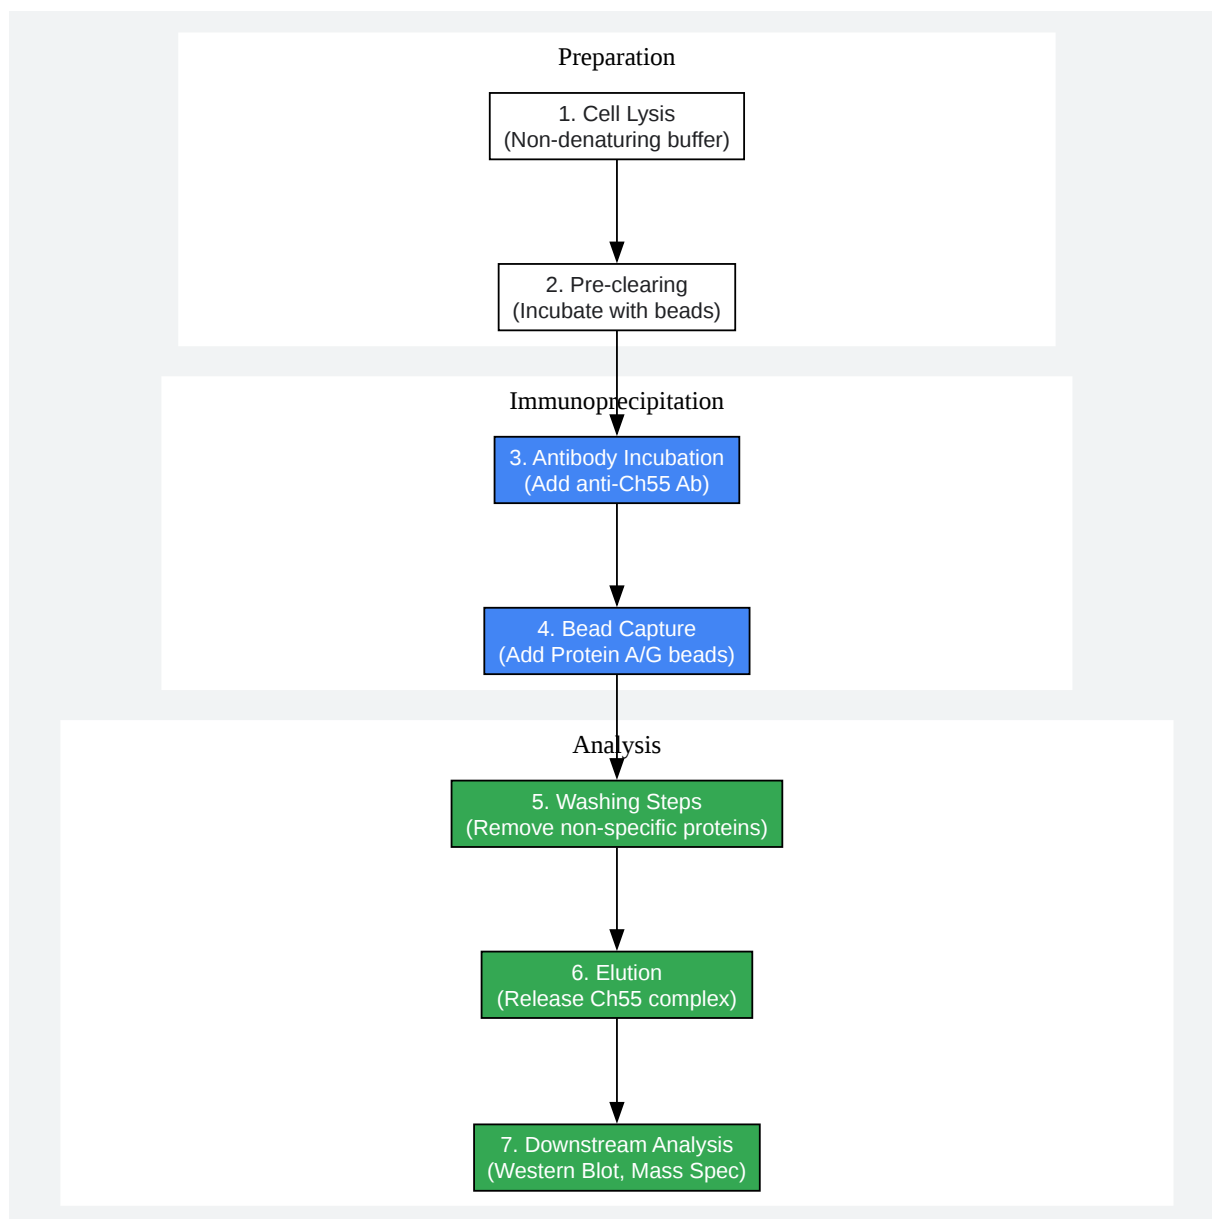 Preparation
1. Cell Lysis
(Non-denaturing buffer)
2. Pre-clearing
(Incubate with beads)
Immunoprecipitation
3. Antibody Incubation
(Add anti-Ch55 Ab)
4. Bead Capture
(Add Protein A/G beads)
Analysis
5. Washing Steps
(Remove non-specific proteins)
6. Elution
(Release Ch55 complex)
7. Downstream Analysis
(Western Blot, Mass Spec)